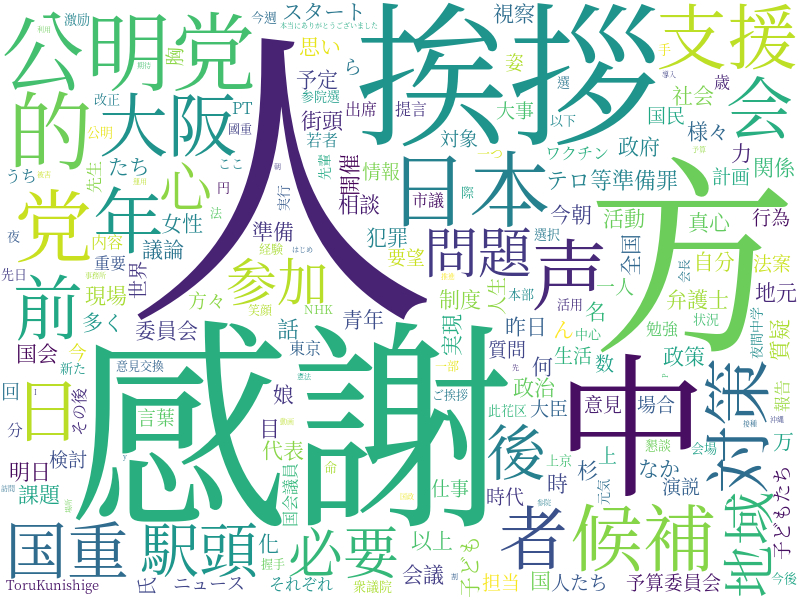 激励
今週
スタート
本当にありがとうございました
視察
支援
公明党
胸
思い
ら
姿
手
人
挨拶
的
改正
PT
予定
参院選
大事
歳
社会
会
大阪
公明
出席
提言
以下
国民
街頭
若者
対象
政府
様々
うち
たち
先生
心
日本
一つ
ワクチン
力
関係
先輩
情報
テロ等準備罪
計画
ここ
円
開催
相談
市議
際
党
年
女性
実行
法
準備
犯罪
今朝
活動
真心
行為
選択
方
夜
内容
議論
要望
問題
声
全国
自分
法案
先日
重要
世界
経験
はじめ
参加
人生
一人
会長
前
現場
方々
笑顔
NHK
制度
本部
活用
名
弁護士
地元
多く
委員会
話
青年
実現
昨日
ん
中心
勉強
状況
夜間中学
質疑
国会
今
新た
意見交換
東京
一部
質問
何
生活
数
政策
感謝
中
対策
回
日
その後
娘
ご挨拶
政治
此花区
大臣
意見
場合
報告
沖縄
分
言葉
目
代表
後
上
万
明日
検討
国会議員
命
上京
杉
なか
懇談
会場
課題
仕事
時代
時
元気
演説
子どもたち
国重
駅頭
化
必要
以上
者
候補
地域
握手
子ども
ToruKunishige
氏
ニュース
それぞれ
衆議院
会議
担当
国
人たち
予算委員会
今後